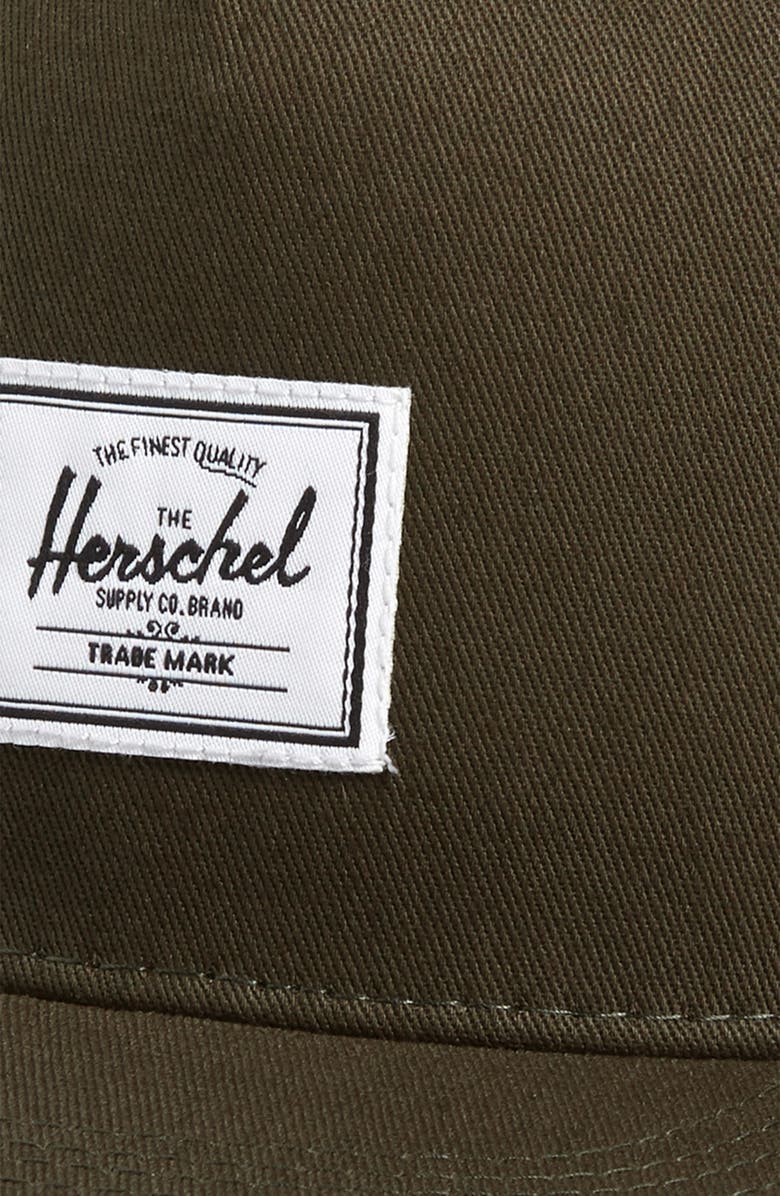 THE FINEST QUALITY
THE
Herschel
SUPPLY CO. BRAND
TRADE MARK